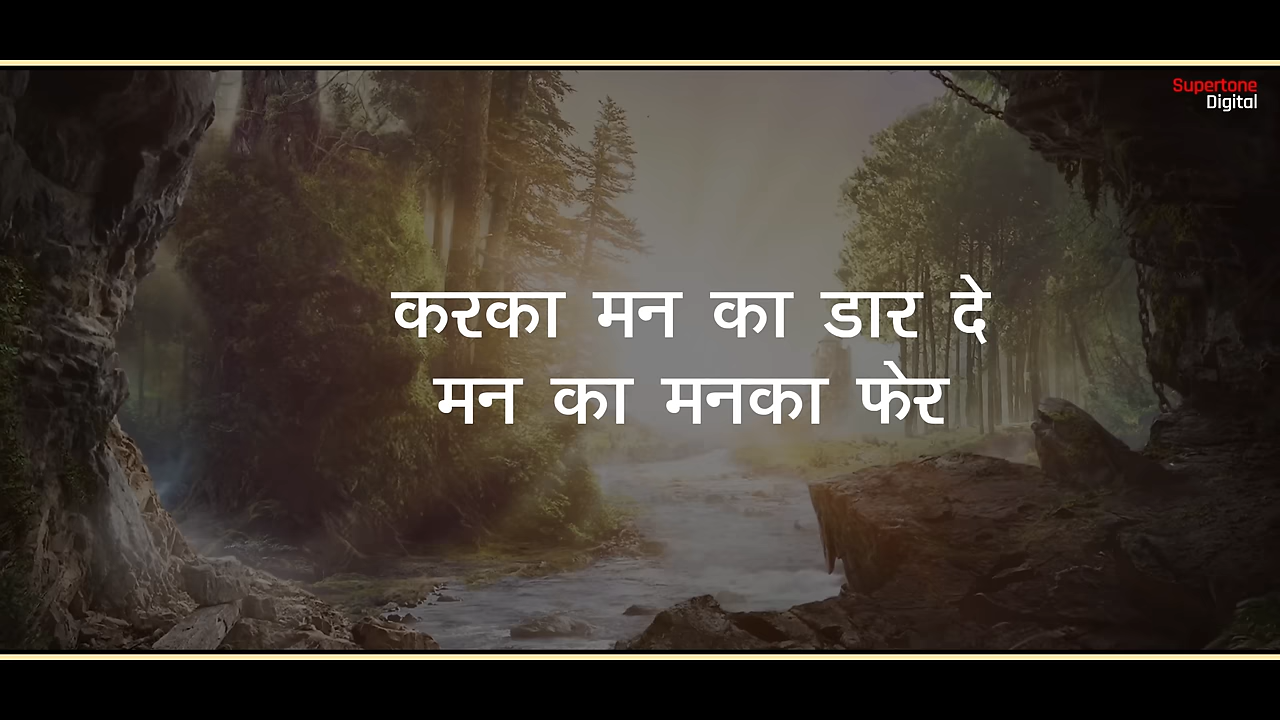 Supertone
Digital
करका मन का डार दे
मन का मनका फेर